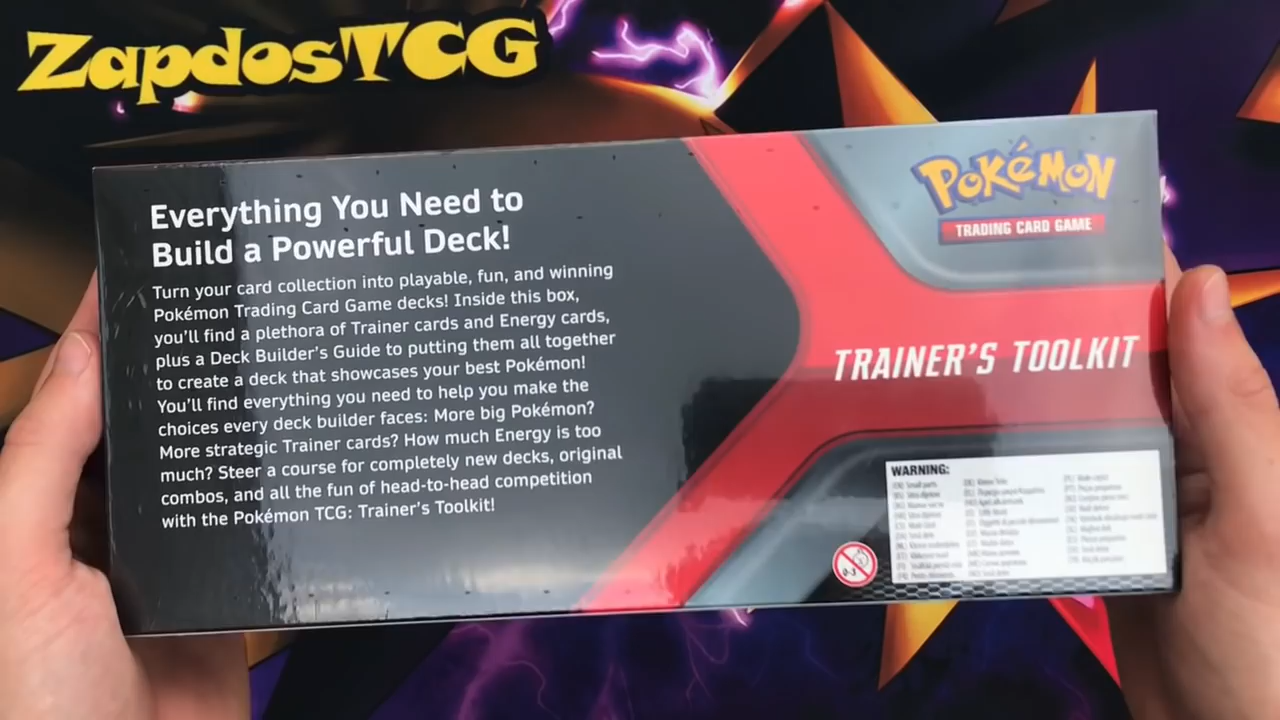 ZapdosTCG
Everything You Need to
Build a Powerful Deck!
Turn your card collection into playable, fun, and winning
Pokémon Trading Card Game decks! Inside this box,
you'll find a plethora of Trainer cards and Energy cards,
plus a Deck Builder's Guide to putting them all together
to create a deck that showcases your best Pokémon!
You'll find everything you need to help you make the
choices every deck builder faces: More big Pokémon?
More strategic Trainer cards? How much Energy is too
much? Steer a course for completely new decks, original
combos, and all the fun of head-to-head competition
with the Pokémon TCG: Trainer's Toolkit!
POKéMON
TRADING CARD GAME
TRAINER'S TOOLKIT
WARNING:
0-3